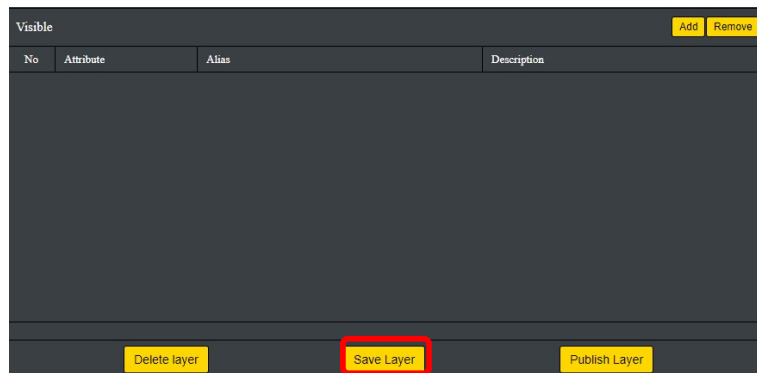 Visible Add Remove
No Attribute Alias Description
Delete layer Save Layer Publish Layer